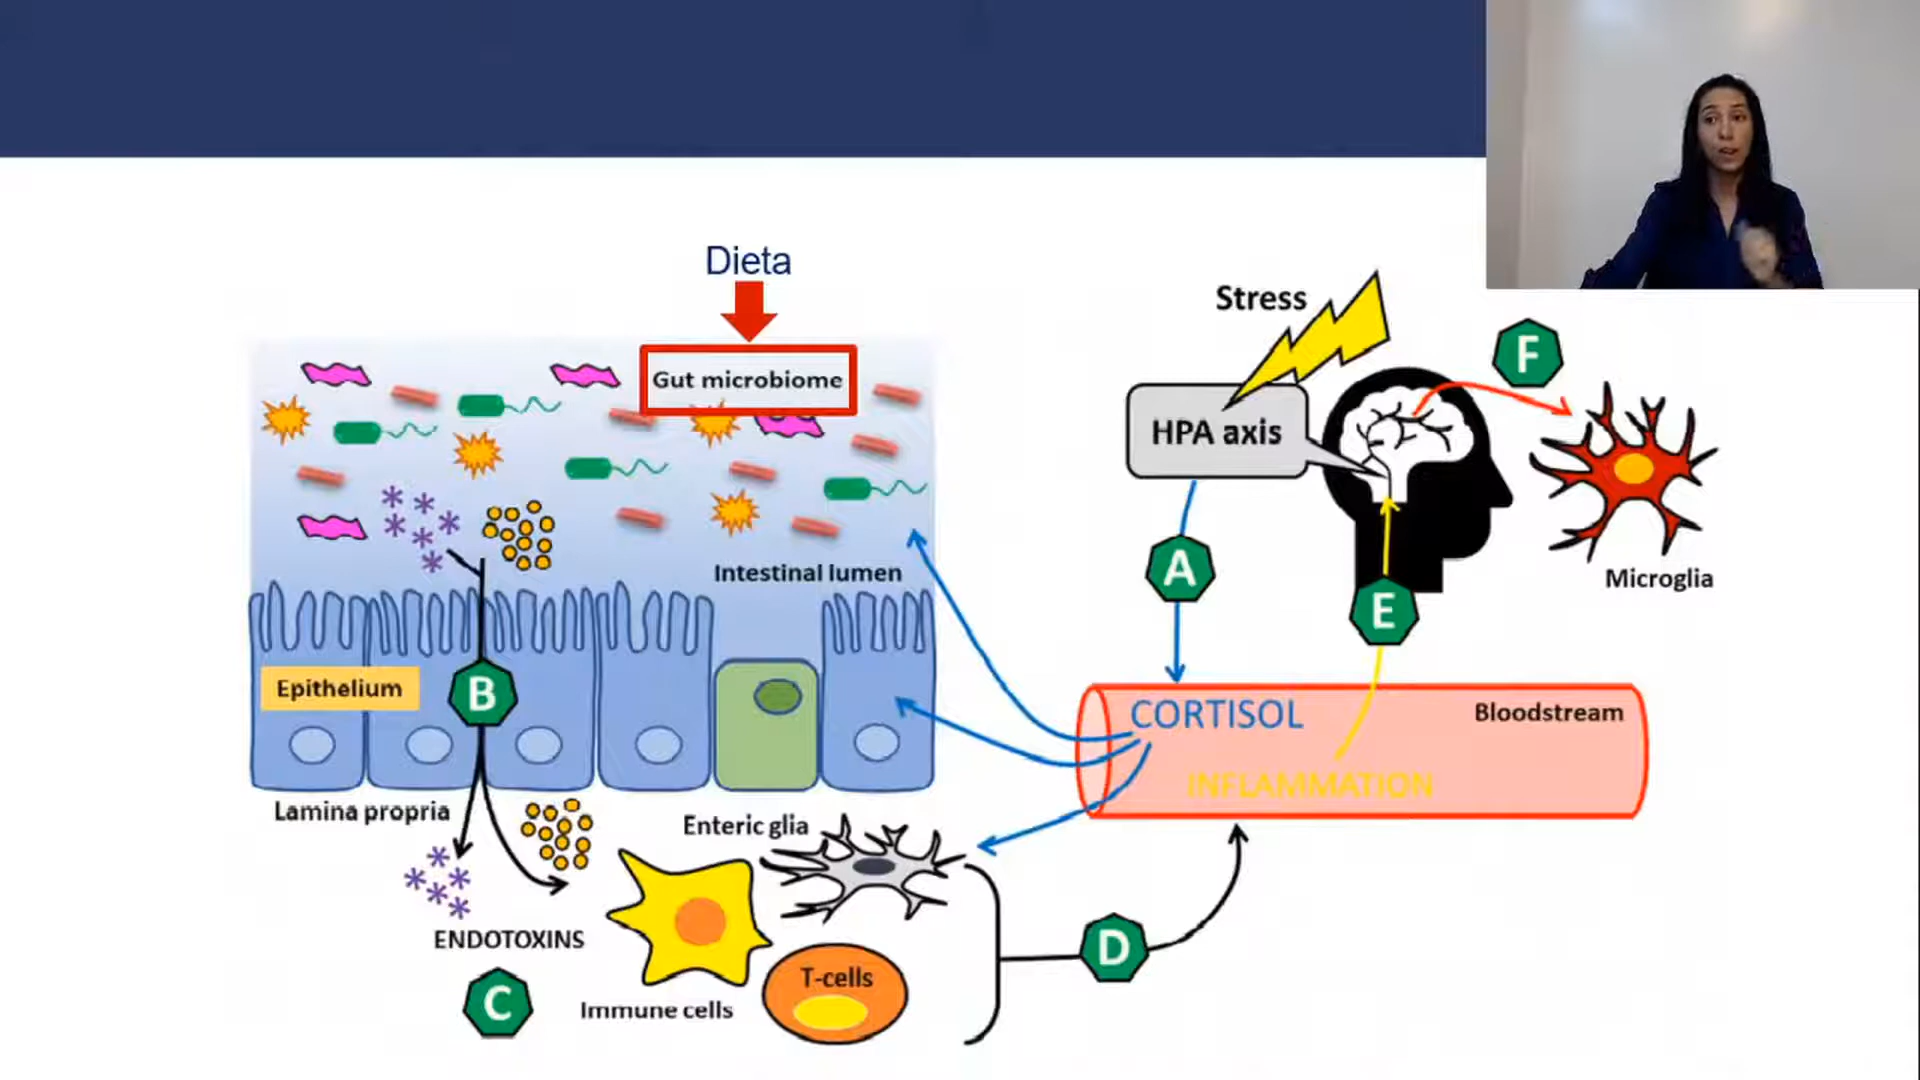 Dieta
Gut microbiome
Stress
F
HPA axis
A
Intestinal lumen
Microglia
E
Epithelium
B
CORTISOL
Bloodstream
INFLAMMATION
Lamina propria
Enteric glia
ENDOTOXINS
D
T-cells
C
Immune cells